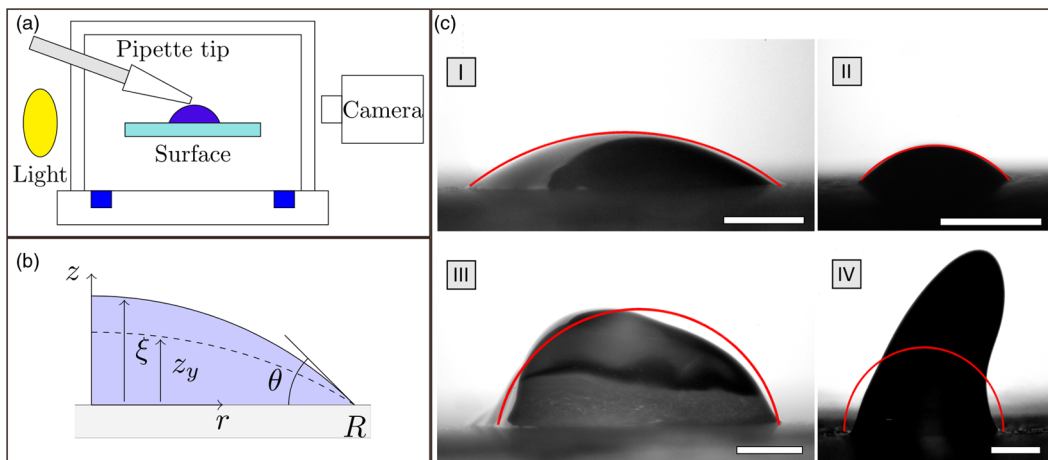 (a)
Pipette tip
Camera
Surface
Light
(b)
z
ξ
z_y
θ
r
R
(c)
I
II
III
IV